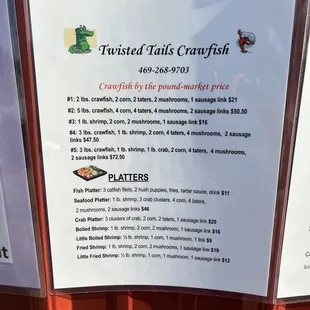 Twisted Tails Crawfish
469-268-9703
Crawfish by the pound-market price
#1: 2 lbs. crawfish, 2 corn, 2 taters, 2 mushrooms, 1 sausage link $21
#2: 5 lbs. crawfish, 4 corn, 4 taters, 4 mushrooms, 2 sausage links $50.50
#3: 1 lb. shrimp, 2 corn, 2 mushrooms, 1 sausage link $16
#4: 3 lbs. crawfish, 1 lb. shrimp, 2 corn, 4 taters, 4 mushrooms, 2 sausage
links $47.50
#5: 3 lbs. crawfish, 1 lb. shrimp, 1 lb. crab, 2 corn, 4 taters, 4 mushrooms,
2 sausage links $72.50
PLATTERS
Fish Platter: 3 catfish filets, 2 hush puppies, fries, tartar sauce, drink $11
Seafood Platter: 1 lb. shrimp, 3 crab clusters, 4 corn, 4 taters,
2 mushrooms, 2 sausage links $46
Crab Platter: 3 clusters of crab, 2 corn, 2 taters, 1 sausage link $29
Boiled Shrimp: 1 lb. shrimp, 2 corn, 2 mushrooms, 1 sausage link $16
Little Boiled Shrimp: ½ lb. shrimp, 1 corn, 1 mushroom, 1 link $9
Fried Shrimp: 1 lb. shrimp, 2 corn, 2 mushrooms, 1 sausage link $19
Little Fried Shrimp: ½ lb. shrimp, 1 corn, 1 mushroom, 1 sausage link $12